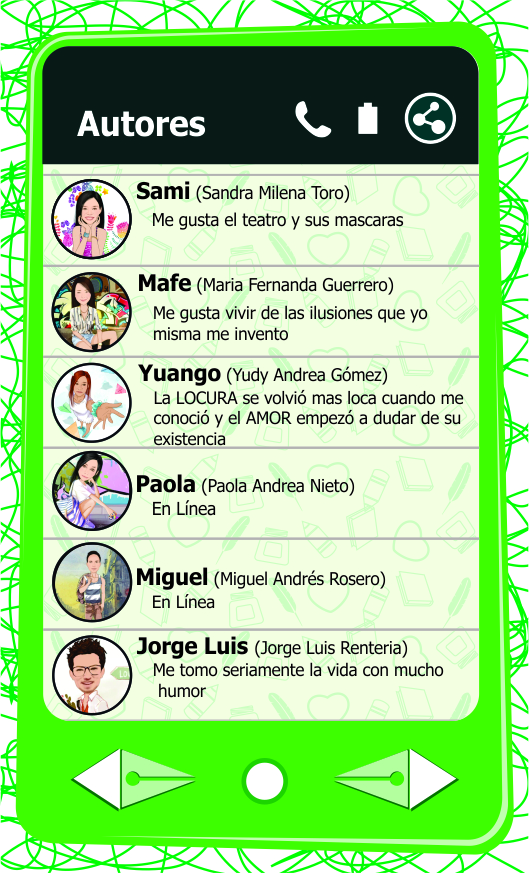 Autores
Sami (Sandra Milena Toro)
Me gusta el teatro y sus mascaras
Mafe (Maria Fernanda Guerrero)
Me gusta vivir de las ilusiones que yo
misma me invento
Yuango (Yudy Andrea Gómez)
La LOCURA se volvió mas loca cuando me
conoció y el AMOR empezó a dudar de su
existencia
Paola (Paola Andrea Nieto)
En Línea
Miguel (Miguel Andrés Rosero)
En Línea
Jorge Luis (Jorge Luis Renteria)
Me tomo seriamente la vida con mucho
humor